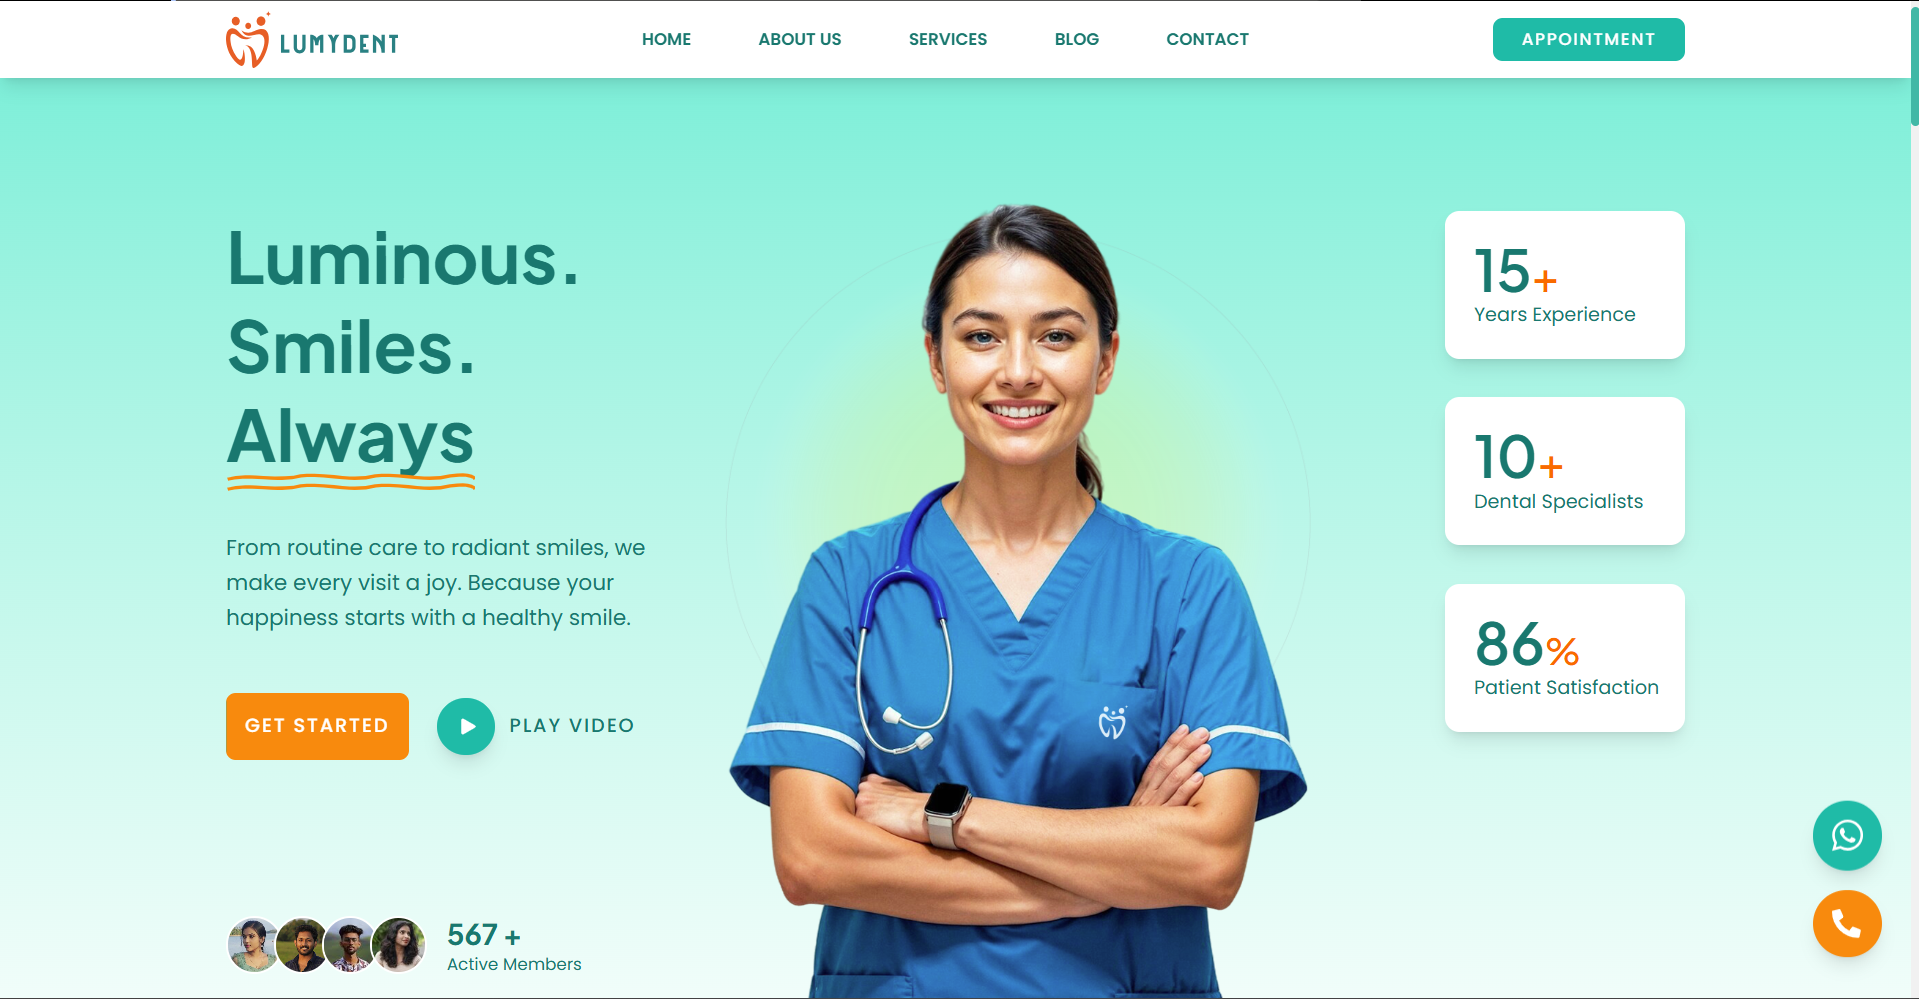 LUMYDENT
HOME
ABOUT US
SERVICES
BLOG
CONTACT
APPOINTMENT
Luminous.
Smiles.
Always
From routine care to radiant smiles, we
make every visit a joy. Because your
happiness starts with a healthy smile.
GET STARTED
PLAY VIDEO
567 +
Active Members
15+
Years Experience
10+
Dental Specialists
86%
Patient Satisfaction